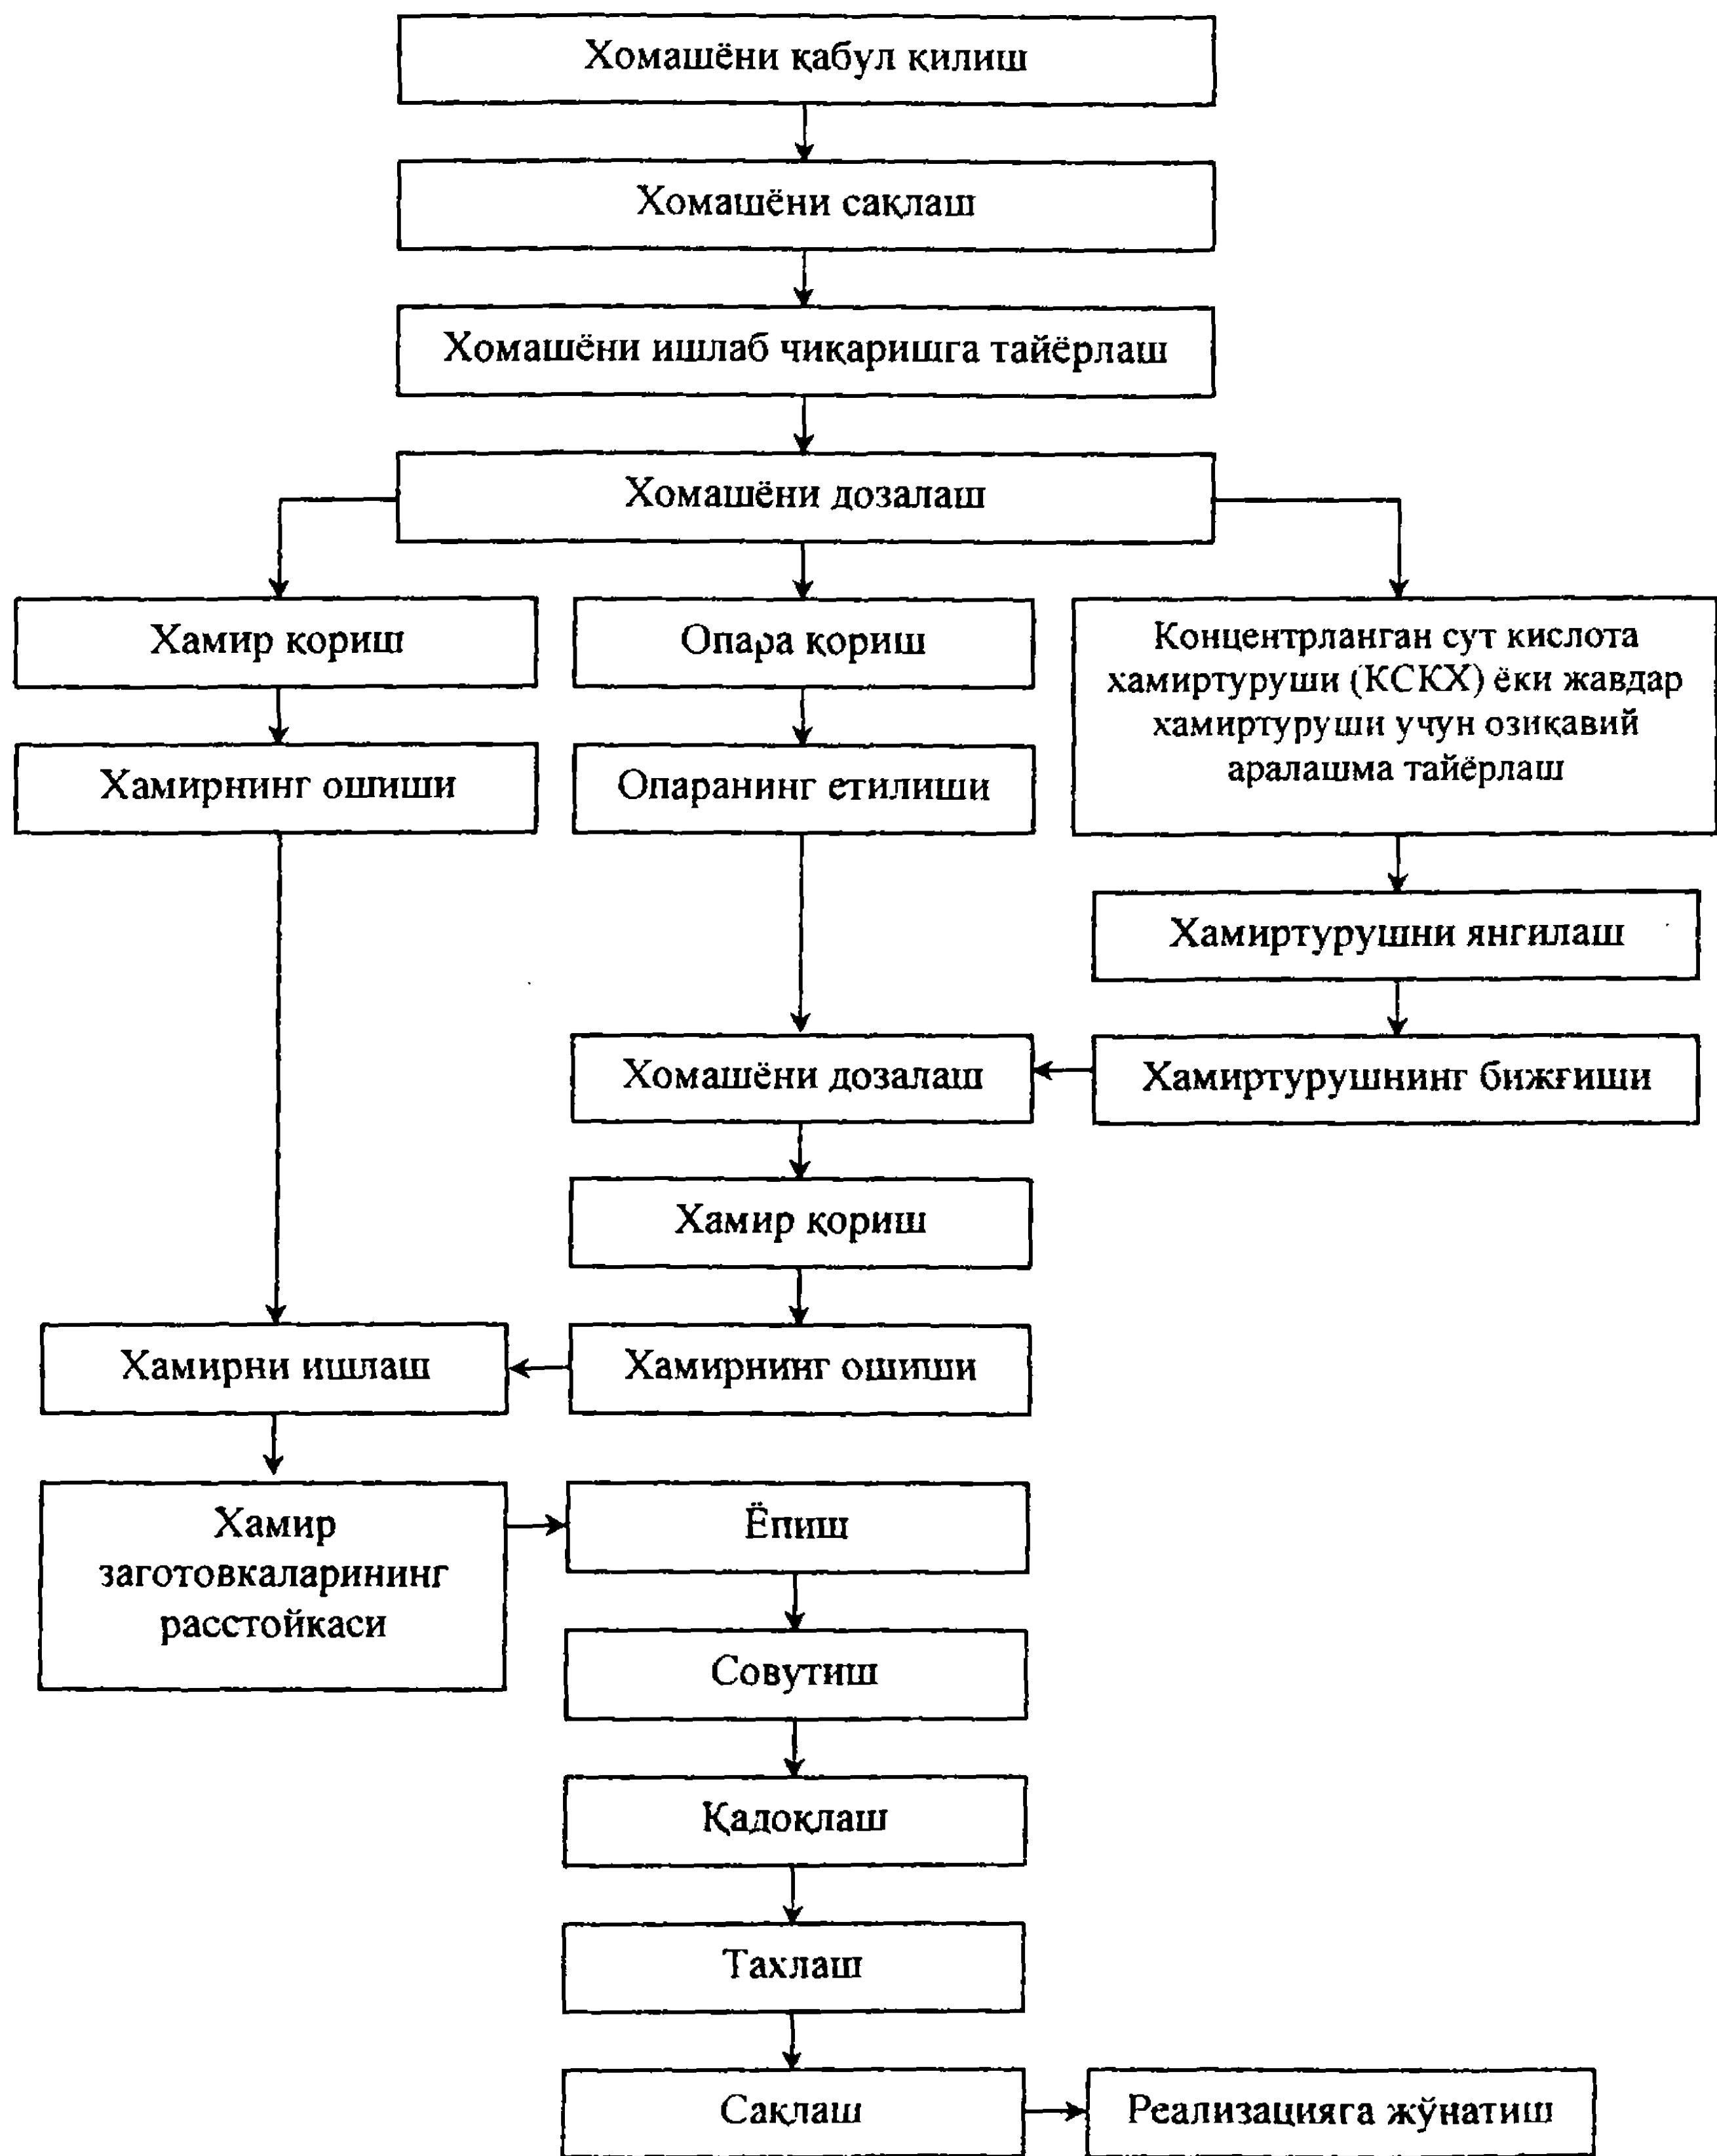 Хомашёни қабул қилиш
Хомашёни сақлаш
Хомашёни ишлаб чиқаришга тайёрлаш
Хомашёни дозалаш
Хамир қориш
Опара қориш
Концентрланган сут кислота
хамиртуруши (КСКХ) ёки жавдар
хамиртуруши учун озиқавий
аралашма тайёрлаш
Хамирнинг ошиши
Опаранинг етилиши
Хамиртурушни янгилаш
Хомашёни дозалаш
Хамиртурушнинг бижғиши
Хамир қориш
Хамирни ишлаш
Хамирнинг ошиши
Хамир
заготовкаларининг
расстойкаси
Ёпиш
Совутиш
Қадоқлаш
Тахлаш
Сақлаш
Реализацияга жўнатиш